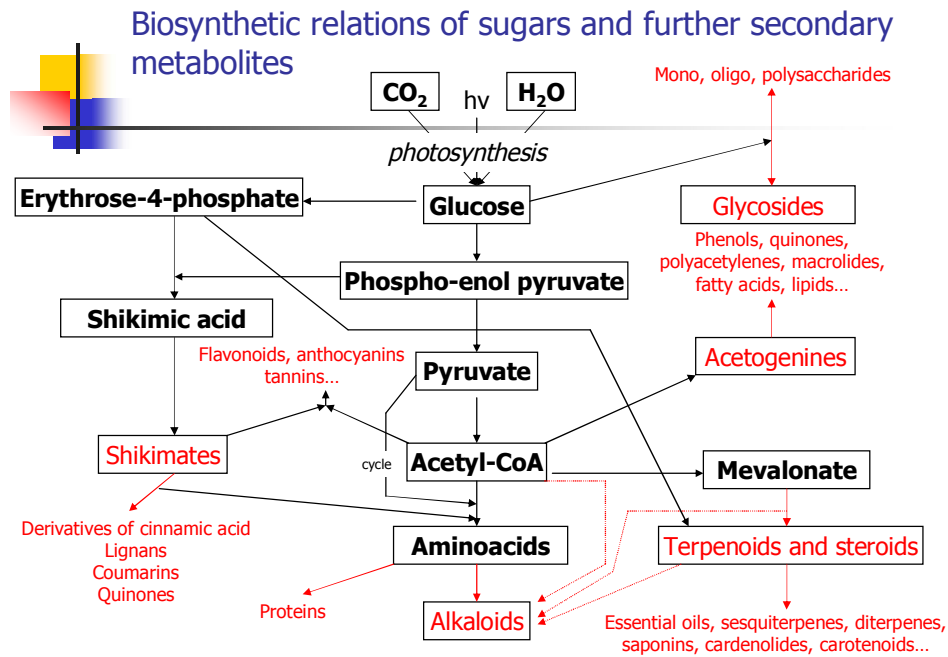 Biosynthetic relations of sugars and further secondary
metabolites
CO₂
hν
H₂O
Mono, oligo, polysaccharides
photosynthesis
Erythrose-4-phosphate
Glucose
Glycosides
Phenols, quinones,
polyacetylenes, macrolides,
fatty acids, lipids...
Phospho-enol pyruvate
Shikimic acid
Flavonoids, anthocyanins
tannins...
Pyruvate
Acetogenines
Shikimates
cycle
Acetyl-CoA
Mevalonate
Derivatives of cinnamic acid
Lignans
Coumarins
Quinones
Aminoacids
Terpenoids and steroids
Proteins
Alkaloids
Essential oils, sesquiterpenes, diterpenes,
saponins, cardenolides, carotenoids...